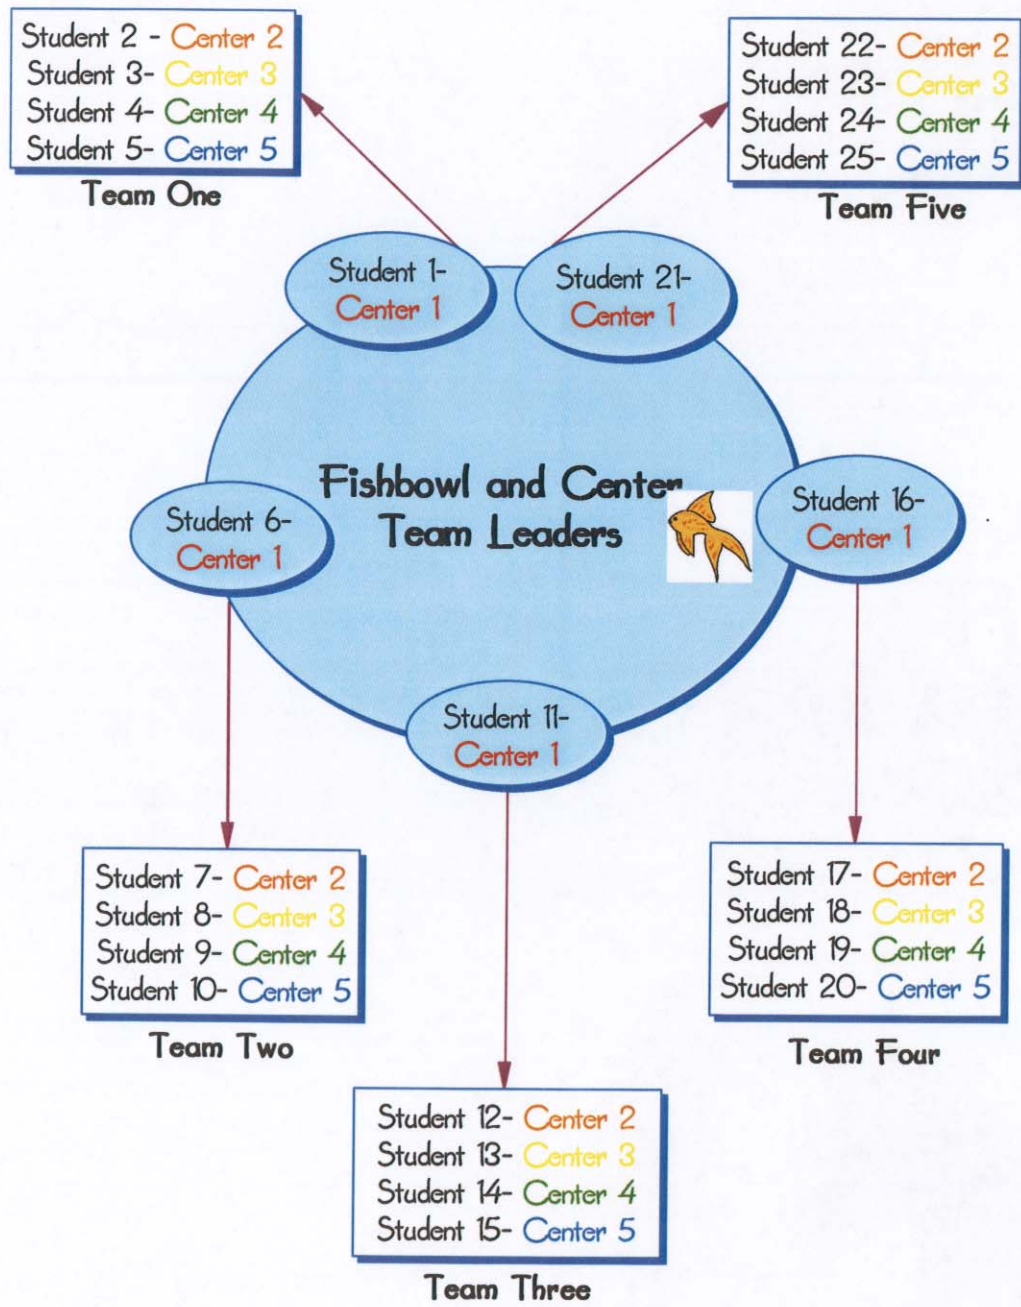 Student 2 - Center 2
Student 3- Center 3
Student 4- Center 4
Student 5- Center 5
Team One
Student 22- Center 2
Student 23- Center 3
Student 24- Center 4
Student 25- Center 5
Team Five
Student 1-
Center 1
Student 21-
Center 1
Fishbowl and Center
Team Leaders
Student 6-
Center 1
Student 16-
Center 1
Student 11-
Center 1
Student 7- Center 2
Student 8- Center 3
Student 9- Center 4
Student 10- Center 5
Team Two
Student 17- Center 2
Student 18- Center 3
Student 19- Center 4
Student 20- Center 5
Team Four
Student 12- Center 2
Student 13- Center 3
Student 14- Center 4
Student 15- Center 5
Team Three